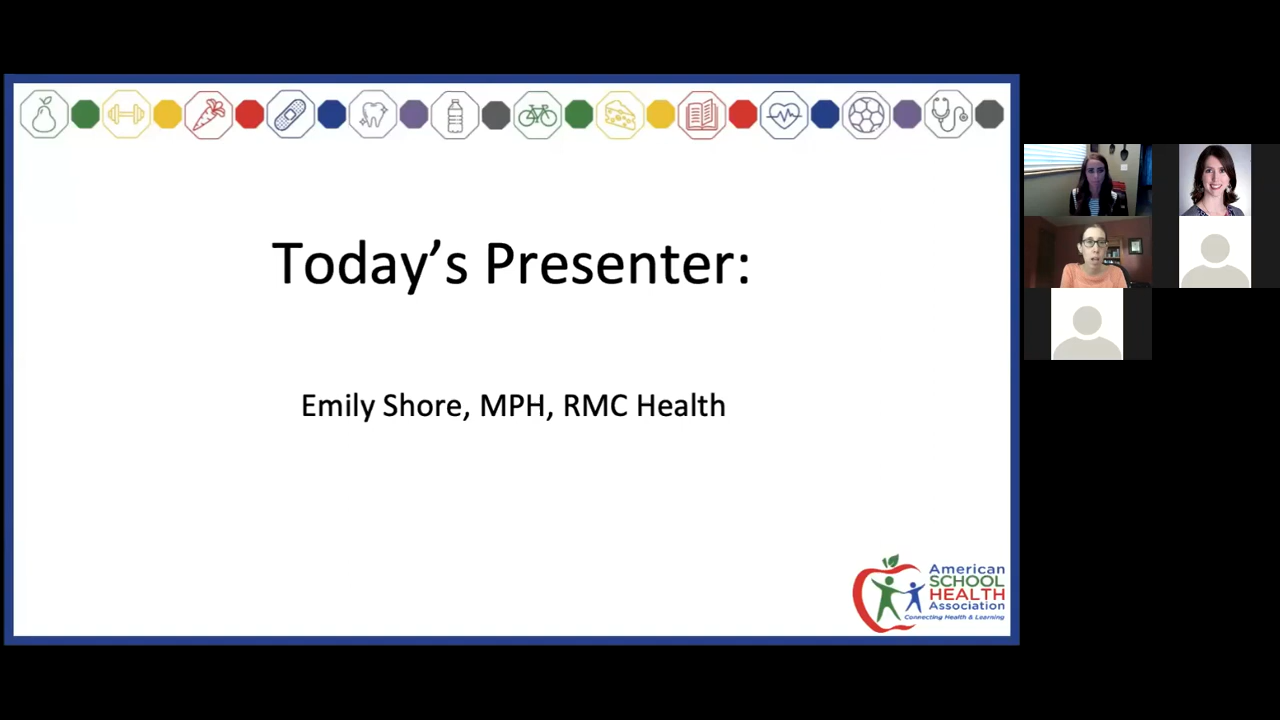 Today's Presenter:
Emily Shore, MPH, RMC Health
American
SCHOOL
HEALTH
Association
Connecting Health & Learning